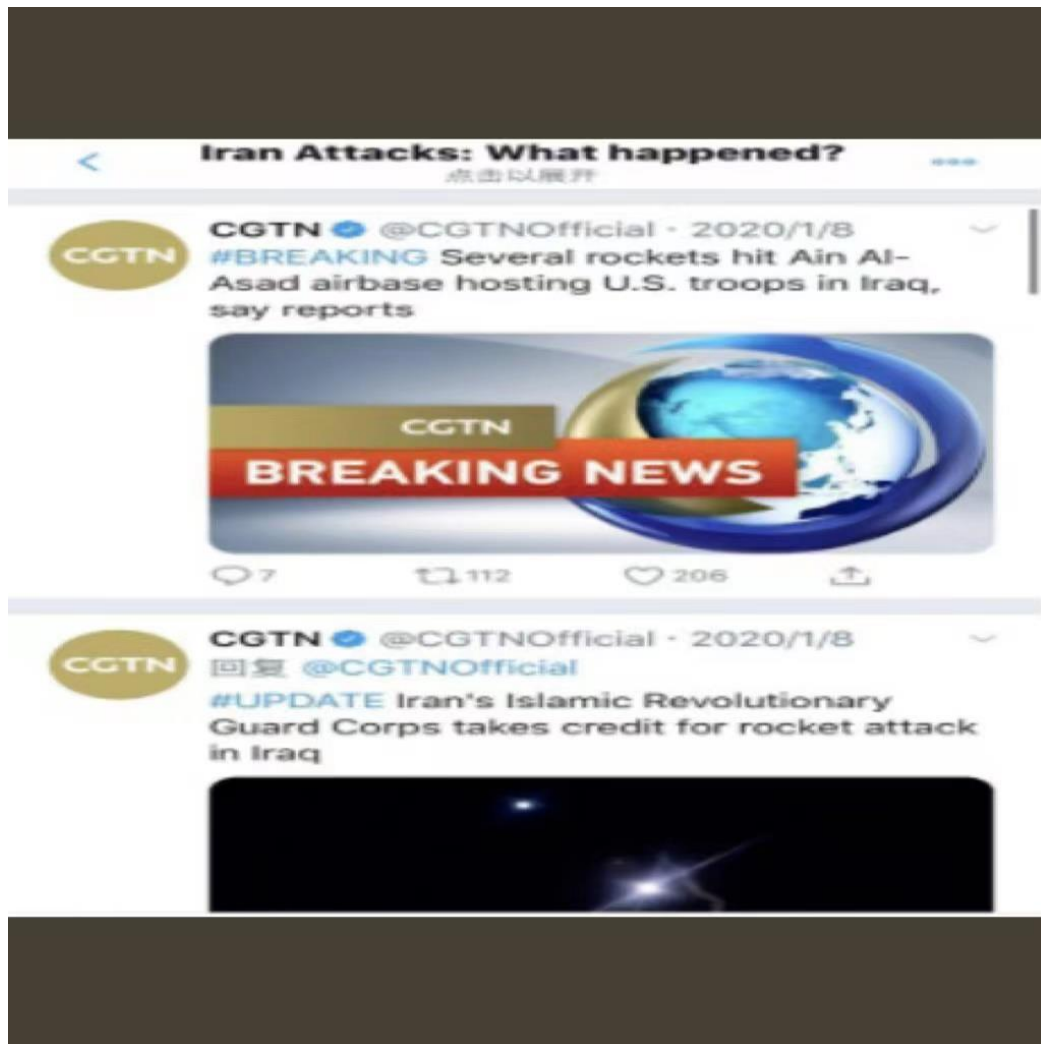 Iran Attacks: What happened?
点击以展开
CGTN
CGTN @CGTNOfficial · 2020/1/8
#BREAKING Several rockets hit Ain Al-
Asad airbase hosting U.S. troops in Iraq,
say reports
CGTN
BREAKING NEWS
7 112 206
CGTN
CGTN @CGTNOfficial · 2020/1/8
回复 @CGTNOfficial
#UPDATE Iran's Islamic Revolutionary
Guard Corps takes credit for rocket attack
in Iraq